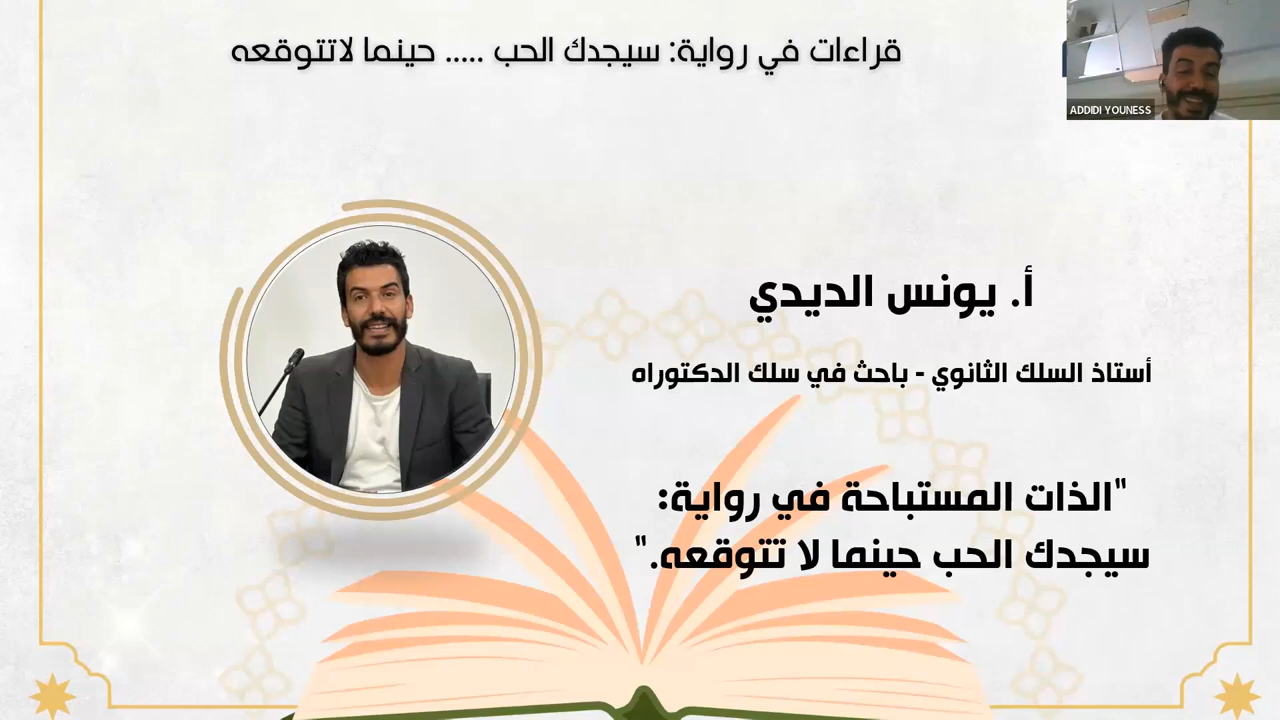 قراءات في رواية: سيجدك الحب ..... حينما لاتتوقعه
ADDIDI YOUNESS
أ. يونس الديدي
أستاذ السلك الثانوي - باحث في سلك الدكتوراه
"الذات المستباحة في رواية:
سيجدك الحب حينما لا تتوقعه."